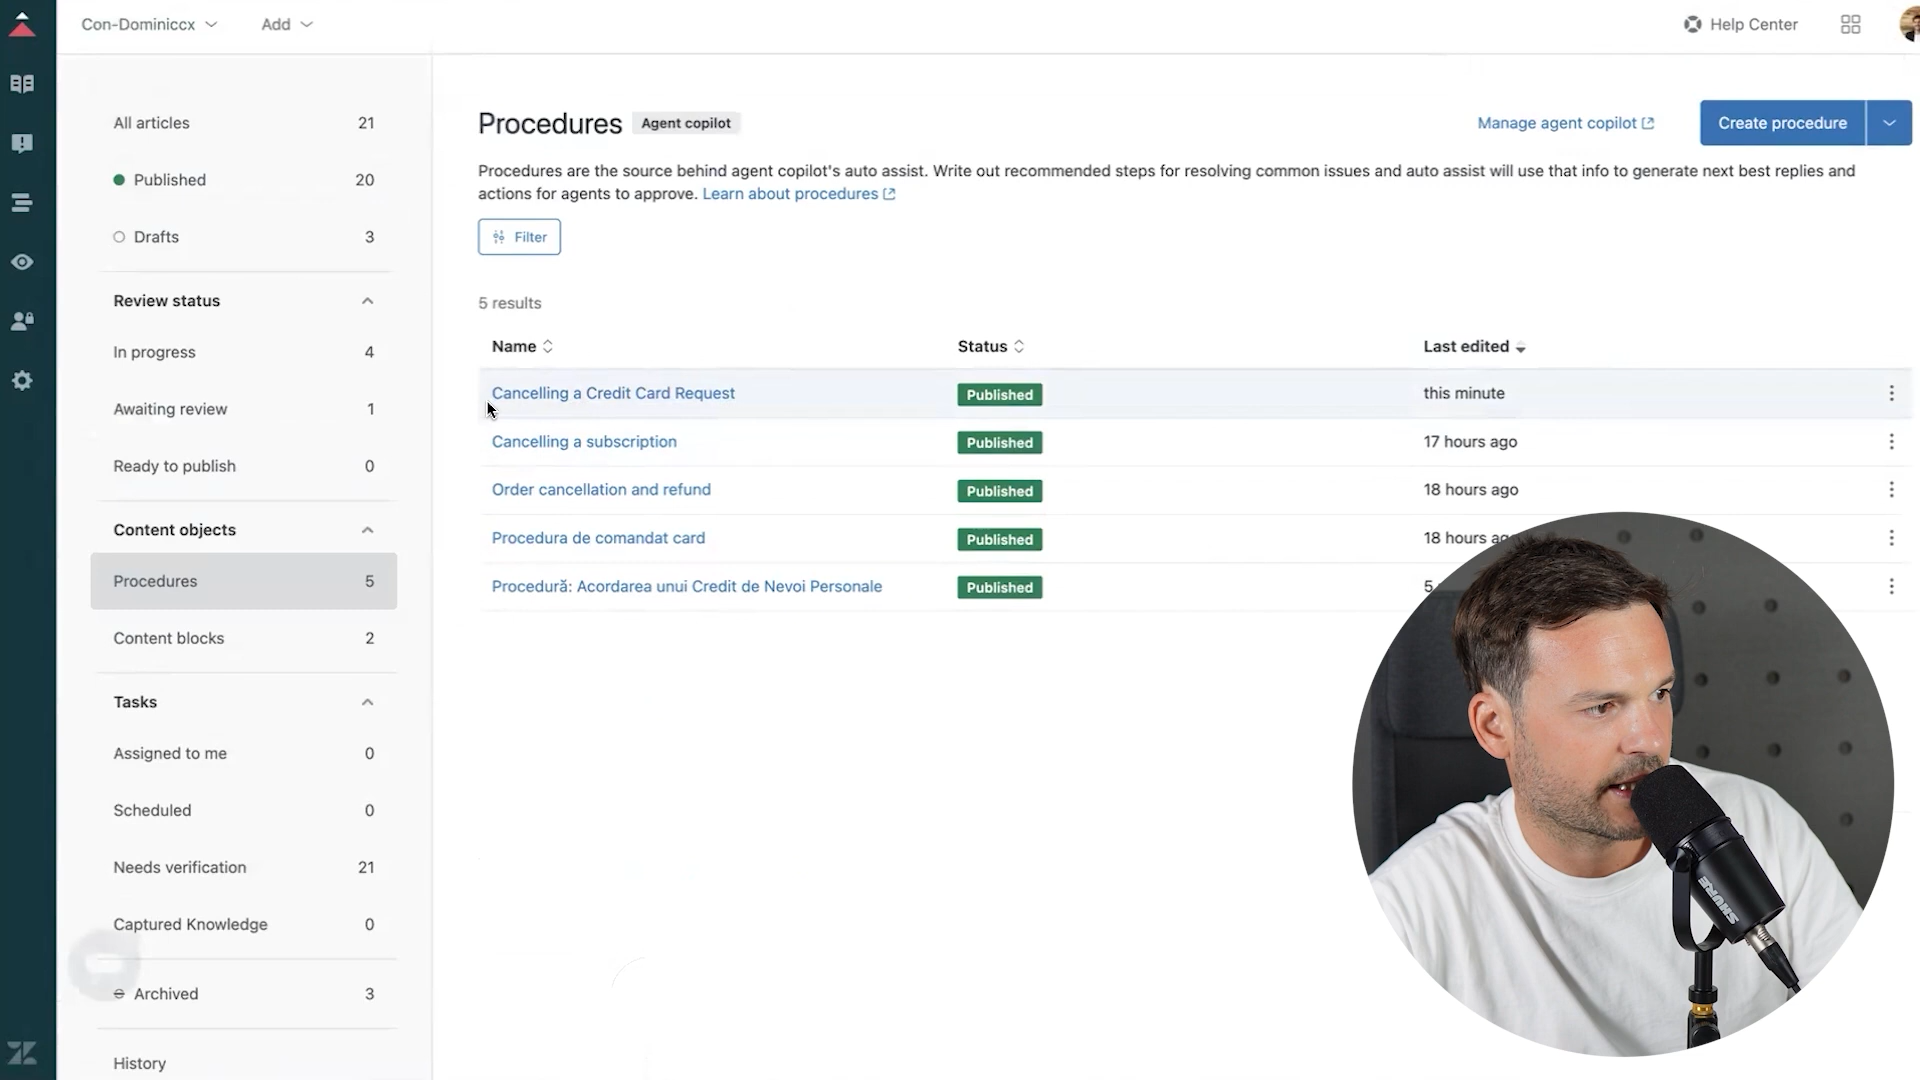 Con-Dominiccx
Add
Help Center
All articles 21
Published 20
Drafts 3
Review status
In progress 4
Awaiting review 1
Ready to publish 0
Content objects
Procedures 5
Content blocks 2
Tasks
Assigned to me 0
Scheduled 0
Needs verification 21
Captured Knowledge 0
Archived 3
History
Procedures
Agent copilot
Manage agent copilot
Create procedure
Procedures are the source behind agent copilot's auto assist. Write out recommended steps for resolving common issues and auto assist will use that info to generate next best replies and
actions for agents to approve. Learn about procedures
Filter
5 results
Name Status Last edited
Cancelling a Credit Card Request Published this minute
Cancelling a subscription Published 17 hours ago
Order cancellation and refund Published 18 hours ago
Procedura de comandat card Published 18 hours
Procedură: Acordarea unui Credit de Nevoi Personale Published 5
SHURE